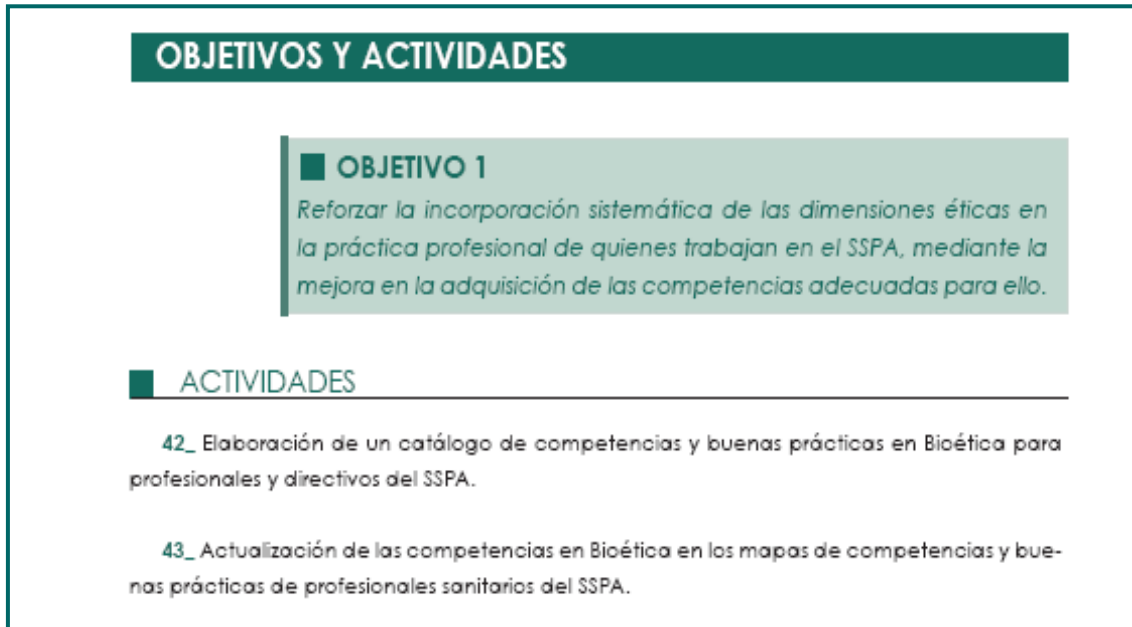 OBJETIVOS Y ACTIVIDADES
OBJETIVO 1
Reforzar la incorporación sistemática de las dimensiones éticas en
la práctica profesional de quienes trabajan en el SSPA, mediante la
mejora en la adquisición de las competencias adecuadas para ello.
ACTIVIDADES
42_ Elaboración de un catálogo de competencias y buenas prácticas en Bioética para
profesionales y directivos del SSPA.
43_ Actualización de las competencias en Bioética en los mapas de competencias y bue-
nas prácticas de profesionales sanitarios del SSPA.